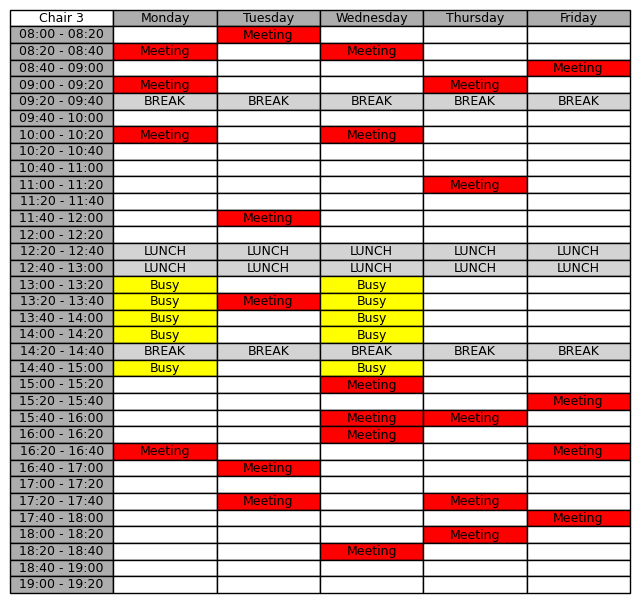 Chair 3 Monday Tuesday Wednesday Thursday Friday
08:00 - 08:20 Meeting
08:20 - 08:40 Meeting Meeting
08:40 - 09:00 Meeting
09:00 - 09:20 Meeting Meeting
09:20 - 09:40 BREAK BREAK BREAK BREAK BREAK
09:40 - 10:00
10:00 - 10:20 Meeting Meeting
10:20 - 10:40
10:40 - 11:00
11:00 - 11:20 Meeting
11:20 - 11:40
11:40 - 12:00 Meeting
12:00 - 12:20
12:20 - 12:40 LUNCH LUNCH LUNCH LUNCH LUNCH
12:40 - 13:00 LUNCH LUNCH LUNCH LUNCH LUNCH
13:00 - 13:20 Busy Busy
13:20 - 13:40 Busy Meeting Busy
13:40 - 14:00 Busy Busy
14:00 - 14:20 Busy Busy
14:20 - 14:40 BREAK BREAK BREAK BREAK BREAK
14:40 - 15:00 Busy Busy
15:00 - 15:20 Meeting
15:20 - 15:40 Meeting
15:40 - 16:00 Meeting Meeting
16:00 - 16:20 Meeting
16:20 - 16:40 Meeting Meeting
16:40 - 17:00 Meeting
17:00 - 17:20
17:20 - 17:40 Meeting Meeting
17:40 - 18:00 Meeting
18:00 - 18:20 Meeting
18:20 - 18:40 Meeting
18:40 - 19:00
19:00 - 19:20